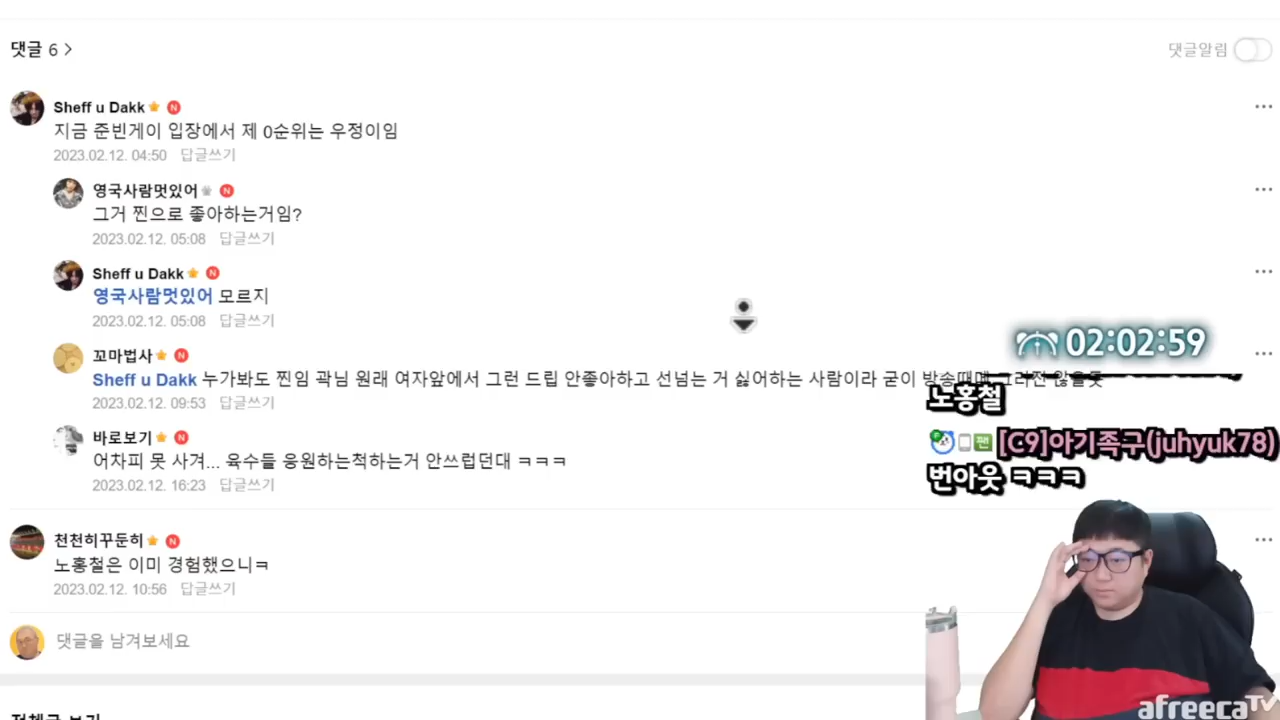 댓글 6 >
댓글알림
Sheff u Dakk N
지금 준빈게이 입장에서 제 0순위는 우정이임
2023.02.12. 04:50 답글쓰기
영국사람멋있어 N
그거 찐으로 좋아하는거임?
2023.02.12. 05:08 답글쓰기
Sheff u Dakk N
영국사람멋있어 모르지
2023.02.12. 05:08 답글쓰기
02:02:59
꼬마법사 N
Sheff u Dakk 누가봐도 찐임 곽님 원래 여자앞에서 그런 드립 안좋아하고 선넘는 거 싫어하는 사람이라 굳이 방송때메 그러진 않을듯
2023.02.12. 09:53 답글쓰기
노홍철
바로보기 N
[C9]아기족구(juhyuk78)
어차피 못 사겨... 육수들 응원하는척하는거 안쓰럽던대 ㅋㅋㅋ
번아웃 ㅋㅋㅋ
2023.02.12. 16:23 답글쓰기
천천히꾸둔히 N
노홍철은 이미 경험했으니ㅋ
2023.02.12. 10:56 답글쓰기
댓글을 남겨보세요
afreecaTV